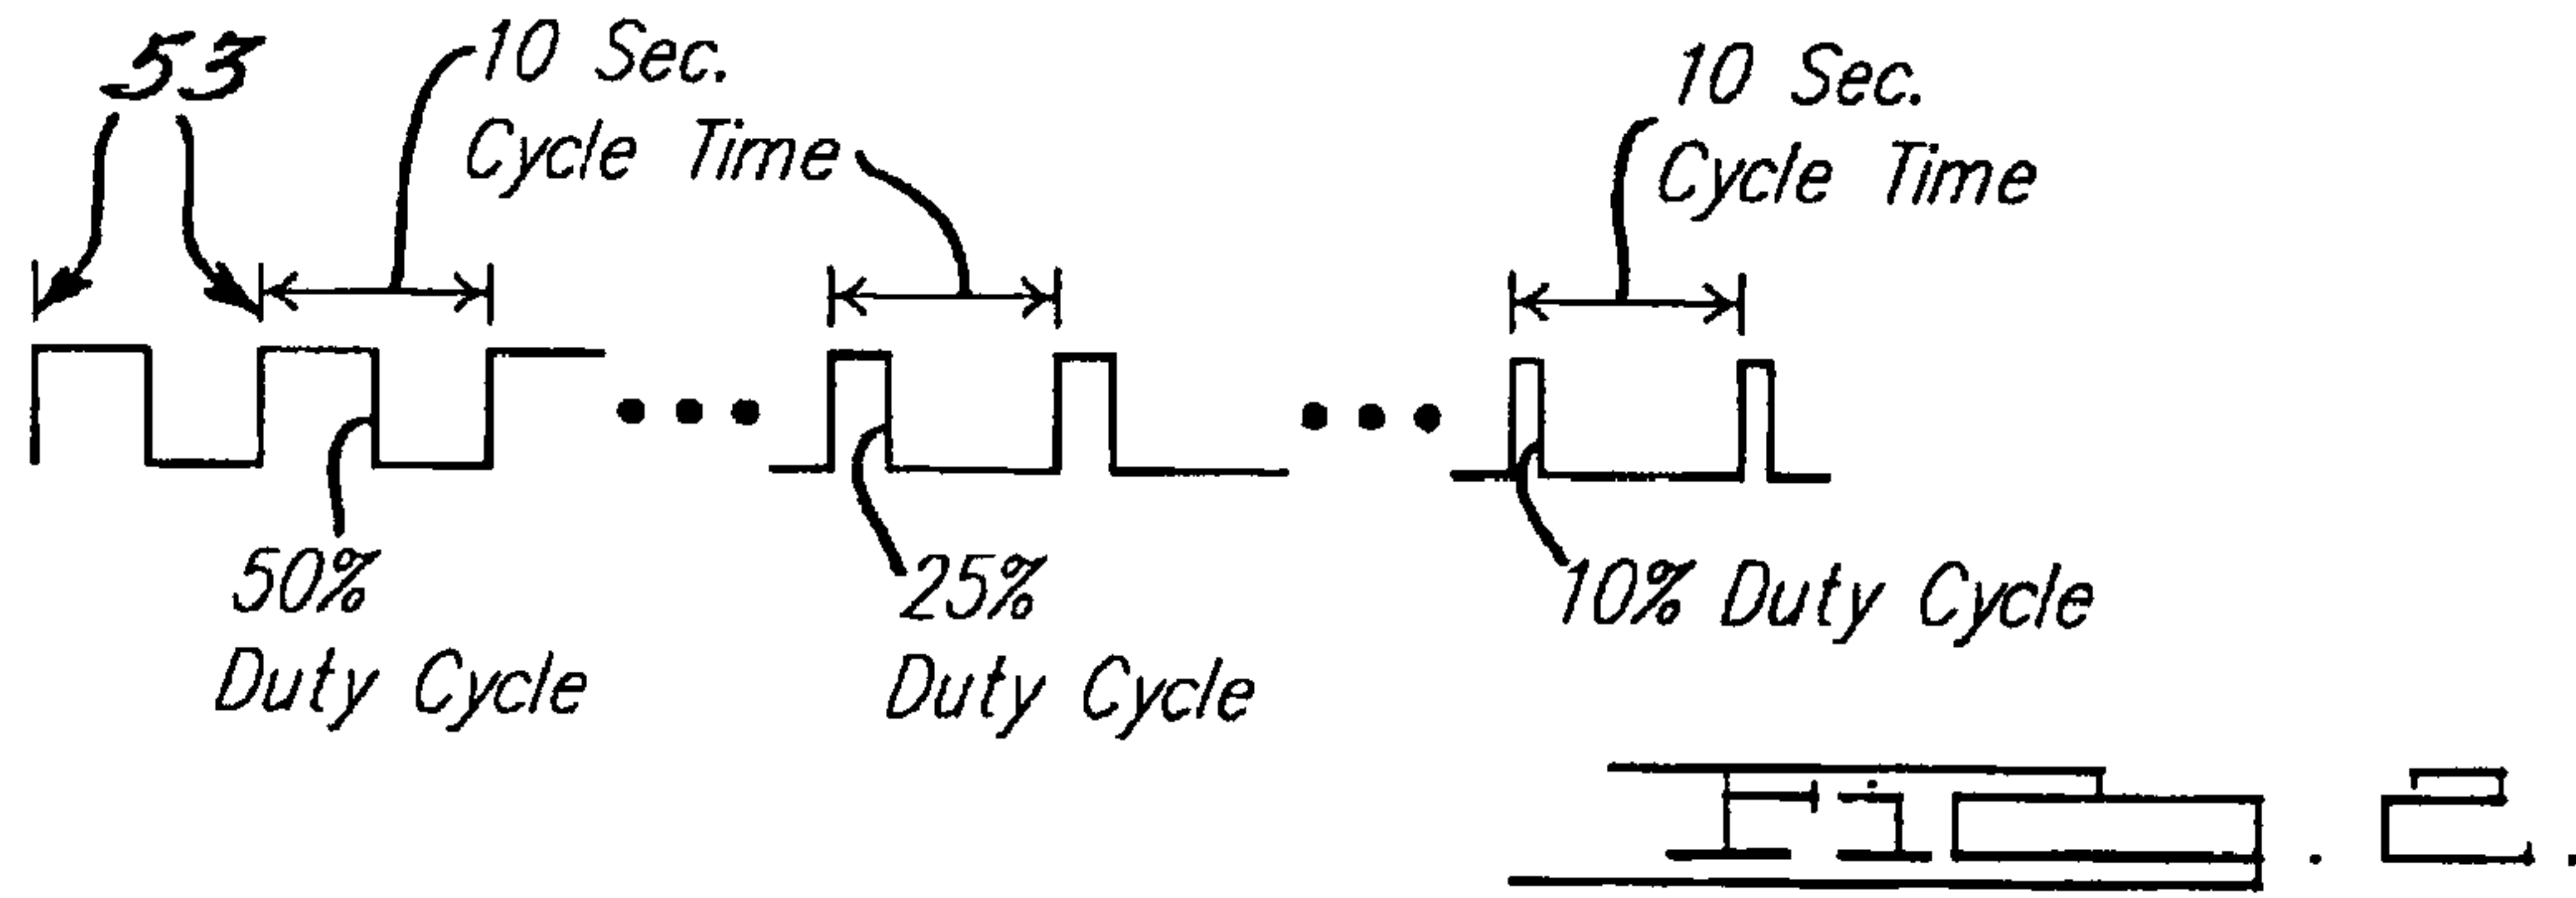 53
10 Sec.
Cycle Time
10 Sec.
Cycle Time
50%
Duty Cycle
25%
Duty Cycle
10% Duty Cycle
Fig. 2.